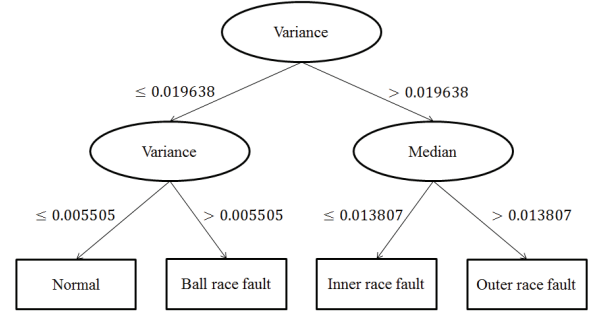 Variance
≤ 0.019638
> 0.019638
Variance
Median
≤ 0.005505
> 0.005505
≤ 0.013807
> 0.013807
Normal
Ball race fault
Inner race fault
Outer race fault